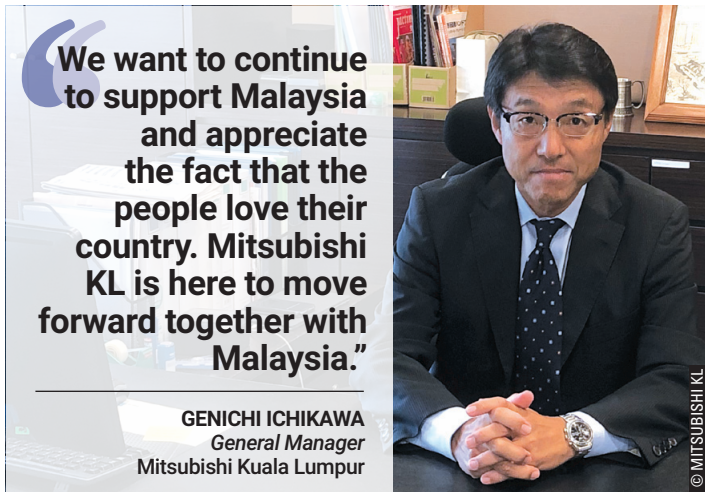 “We want to continue
to support Malaysia
and appreciate
the fact that the
people love their
country. Mitsubishi
KL is here to move
forward together with
Malaysia.”
GENICHI ICHIKAWA
General Manager
Mitsubishi Kuala Lumpur
© MITSUBISHI KL